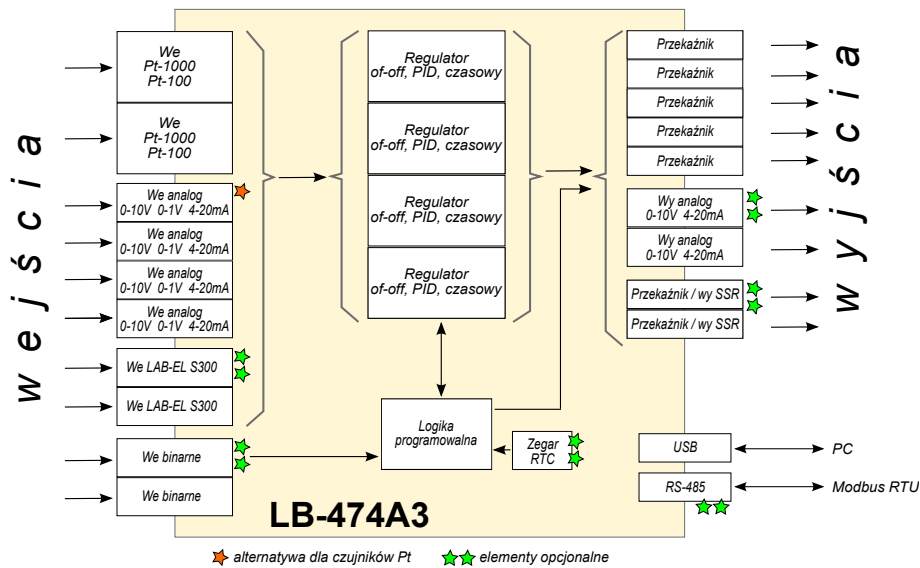 wejścia
We
Pt-1000
Pt-100
We
Pt-1000
Pt-100
We analog
0-10V 0-1V 4-20mA
We analog
0-10V 0-1V 4-20mA
We analog
0-10V 0-1V 4-20mA
We analog
0-10V 0-1V 4-20mA
We LAB-EL S300
We LAB-EL S300
We binarne
We binarne
Regulator
of-off, PID, czasowy
Regulator
of-off, PID, czasowy
Regulator
of-off, PID, czasowy
Regulator
of-off, PID, czasowy
Logika
programowalna
Zegar
RTC
Przekaźnik
Przekaźnik
Przekaźnik
Przekaźnik
Przekaźnik
Wy analog
0-10V 4-20mA
Wy analog
0-10V 4-20mA
Przekaźnik / wy SSR
Przekaźnik / wy SSR
wyjścia
USB
PC
RS-485
Modbus RTU
LB-474A3
alternatywa dla czujników Pt
elementy opcjonalne